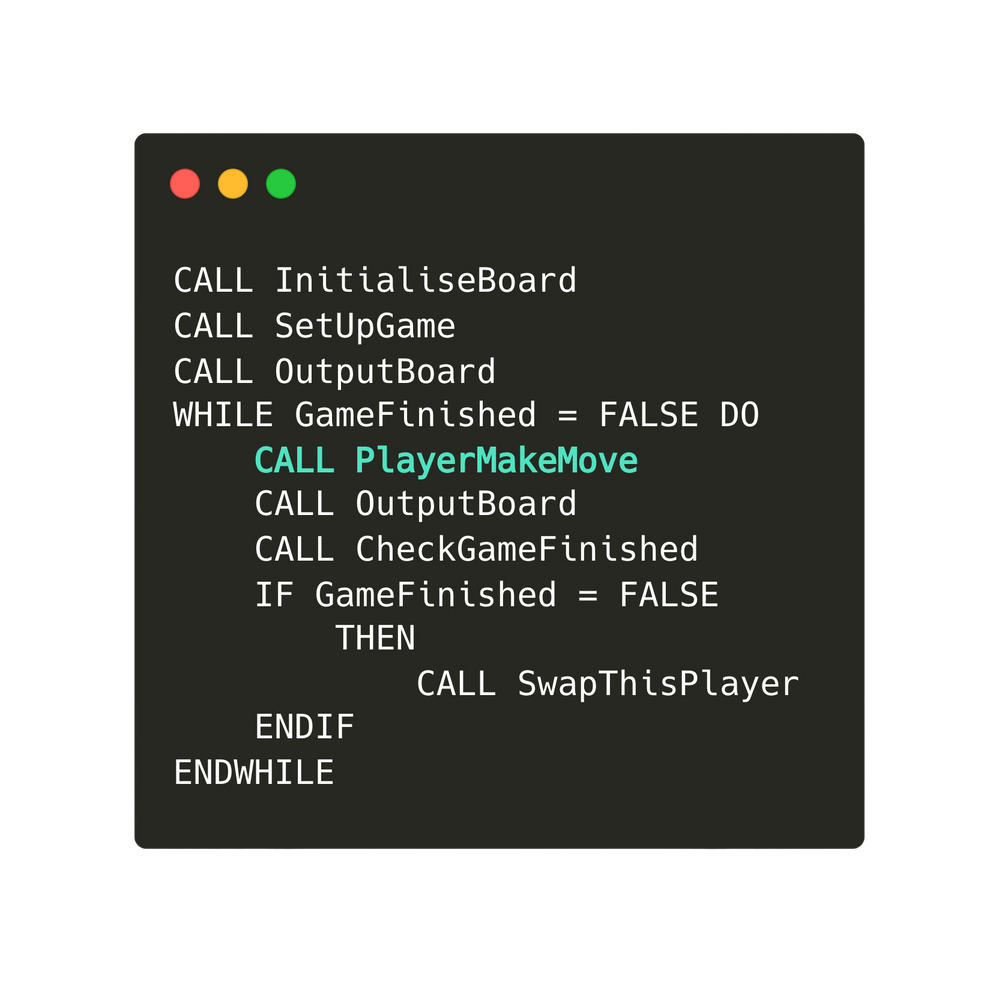 CALL InitialiseBoard
CALL SetUpGame
CALL OutputBoard
WHILE GameFinished = FALSE DO
    CALL PlayerMakeMove
    CALL OutputBoard
    CALL CheckGameFinished
    IF GameFinished = FALSE
        THEN
            CALL SwapThisPlayer
    ENDIF
ENDWHILE